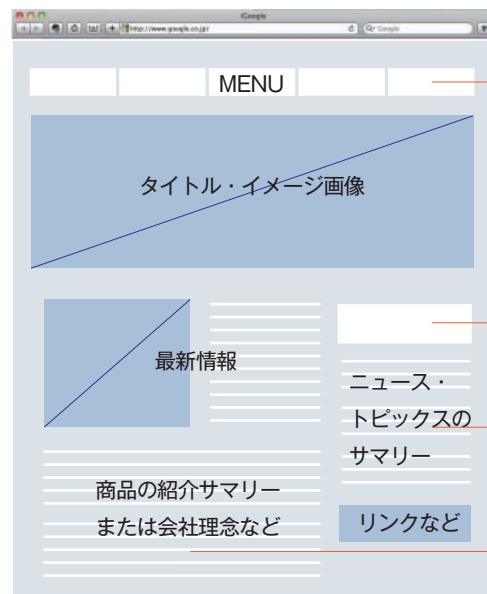 iGoogle
http://www.google.co.jp/
Google
MENU
タイトル・イメージ画像
最新情報
ニュース・
トピックスの
サマリー
商品の紹介サマリー
または会社理念など
リンクなど